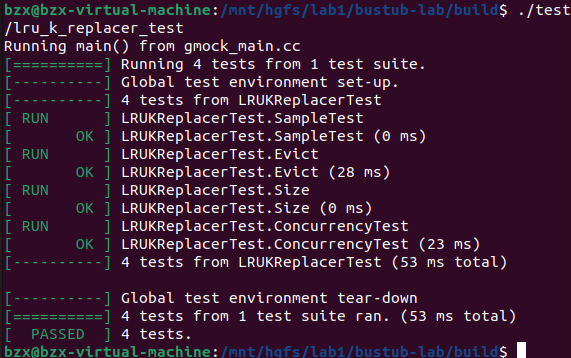 bzx@bzx-virtual-machine:/mnt/hgfs/lab1/bustub-lab/build$ ./test
/lru_k_replacer_test
Running main() from gmock_main.cc
[==========] Running 4 tests from 1 test suite.
[----------] Global test environment set-up.
[----------] 4 tests from LRUKReplacerTest
[ RUN      ] LRUKReplacerTest.SampleTest
[       OK ] LRUKReplacerTest.SampleTest (0 ms)
[ RUN      ] LRUKReplacerTest.Evict
[       OK ] LRUKReplacerTest.Evict (28 ms)
[ RUN      ] LRUKReplacerTest.Size
[       OK ] LRUKReplacerTest.Size (0 ms)
[ RUN      ] LRUKReplacerTest.ConcurrencyTest
[       OK ] LRUKReplacerTest.ConcurrencyTest (23 ms)
[----------] 4 tests from LRUKReplacerTest (53 ms total)

[----------] Global test environment tear-down
[==========] 4 tests from 1 test suite ran. (53 ms total)
[  PASSED  ] 4 tests.
bzx@bzx-virtual-machine:/mnt/hgfs/lab1/bustub-lab/build$